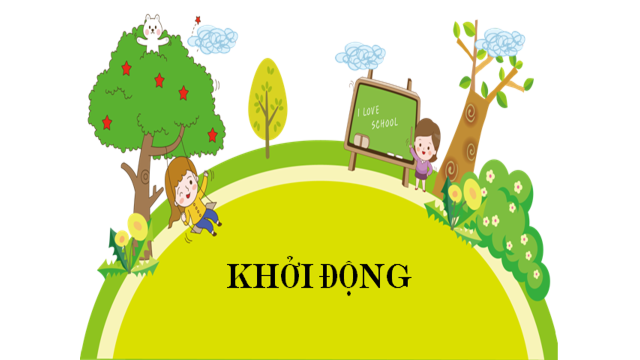 I LOVE
SCHOOL
KHỞI ĐỘNG